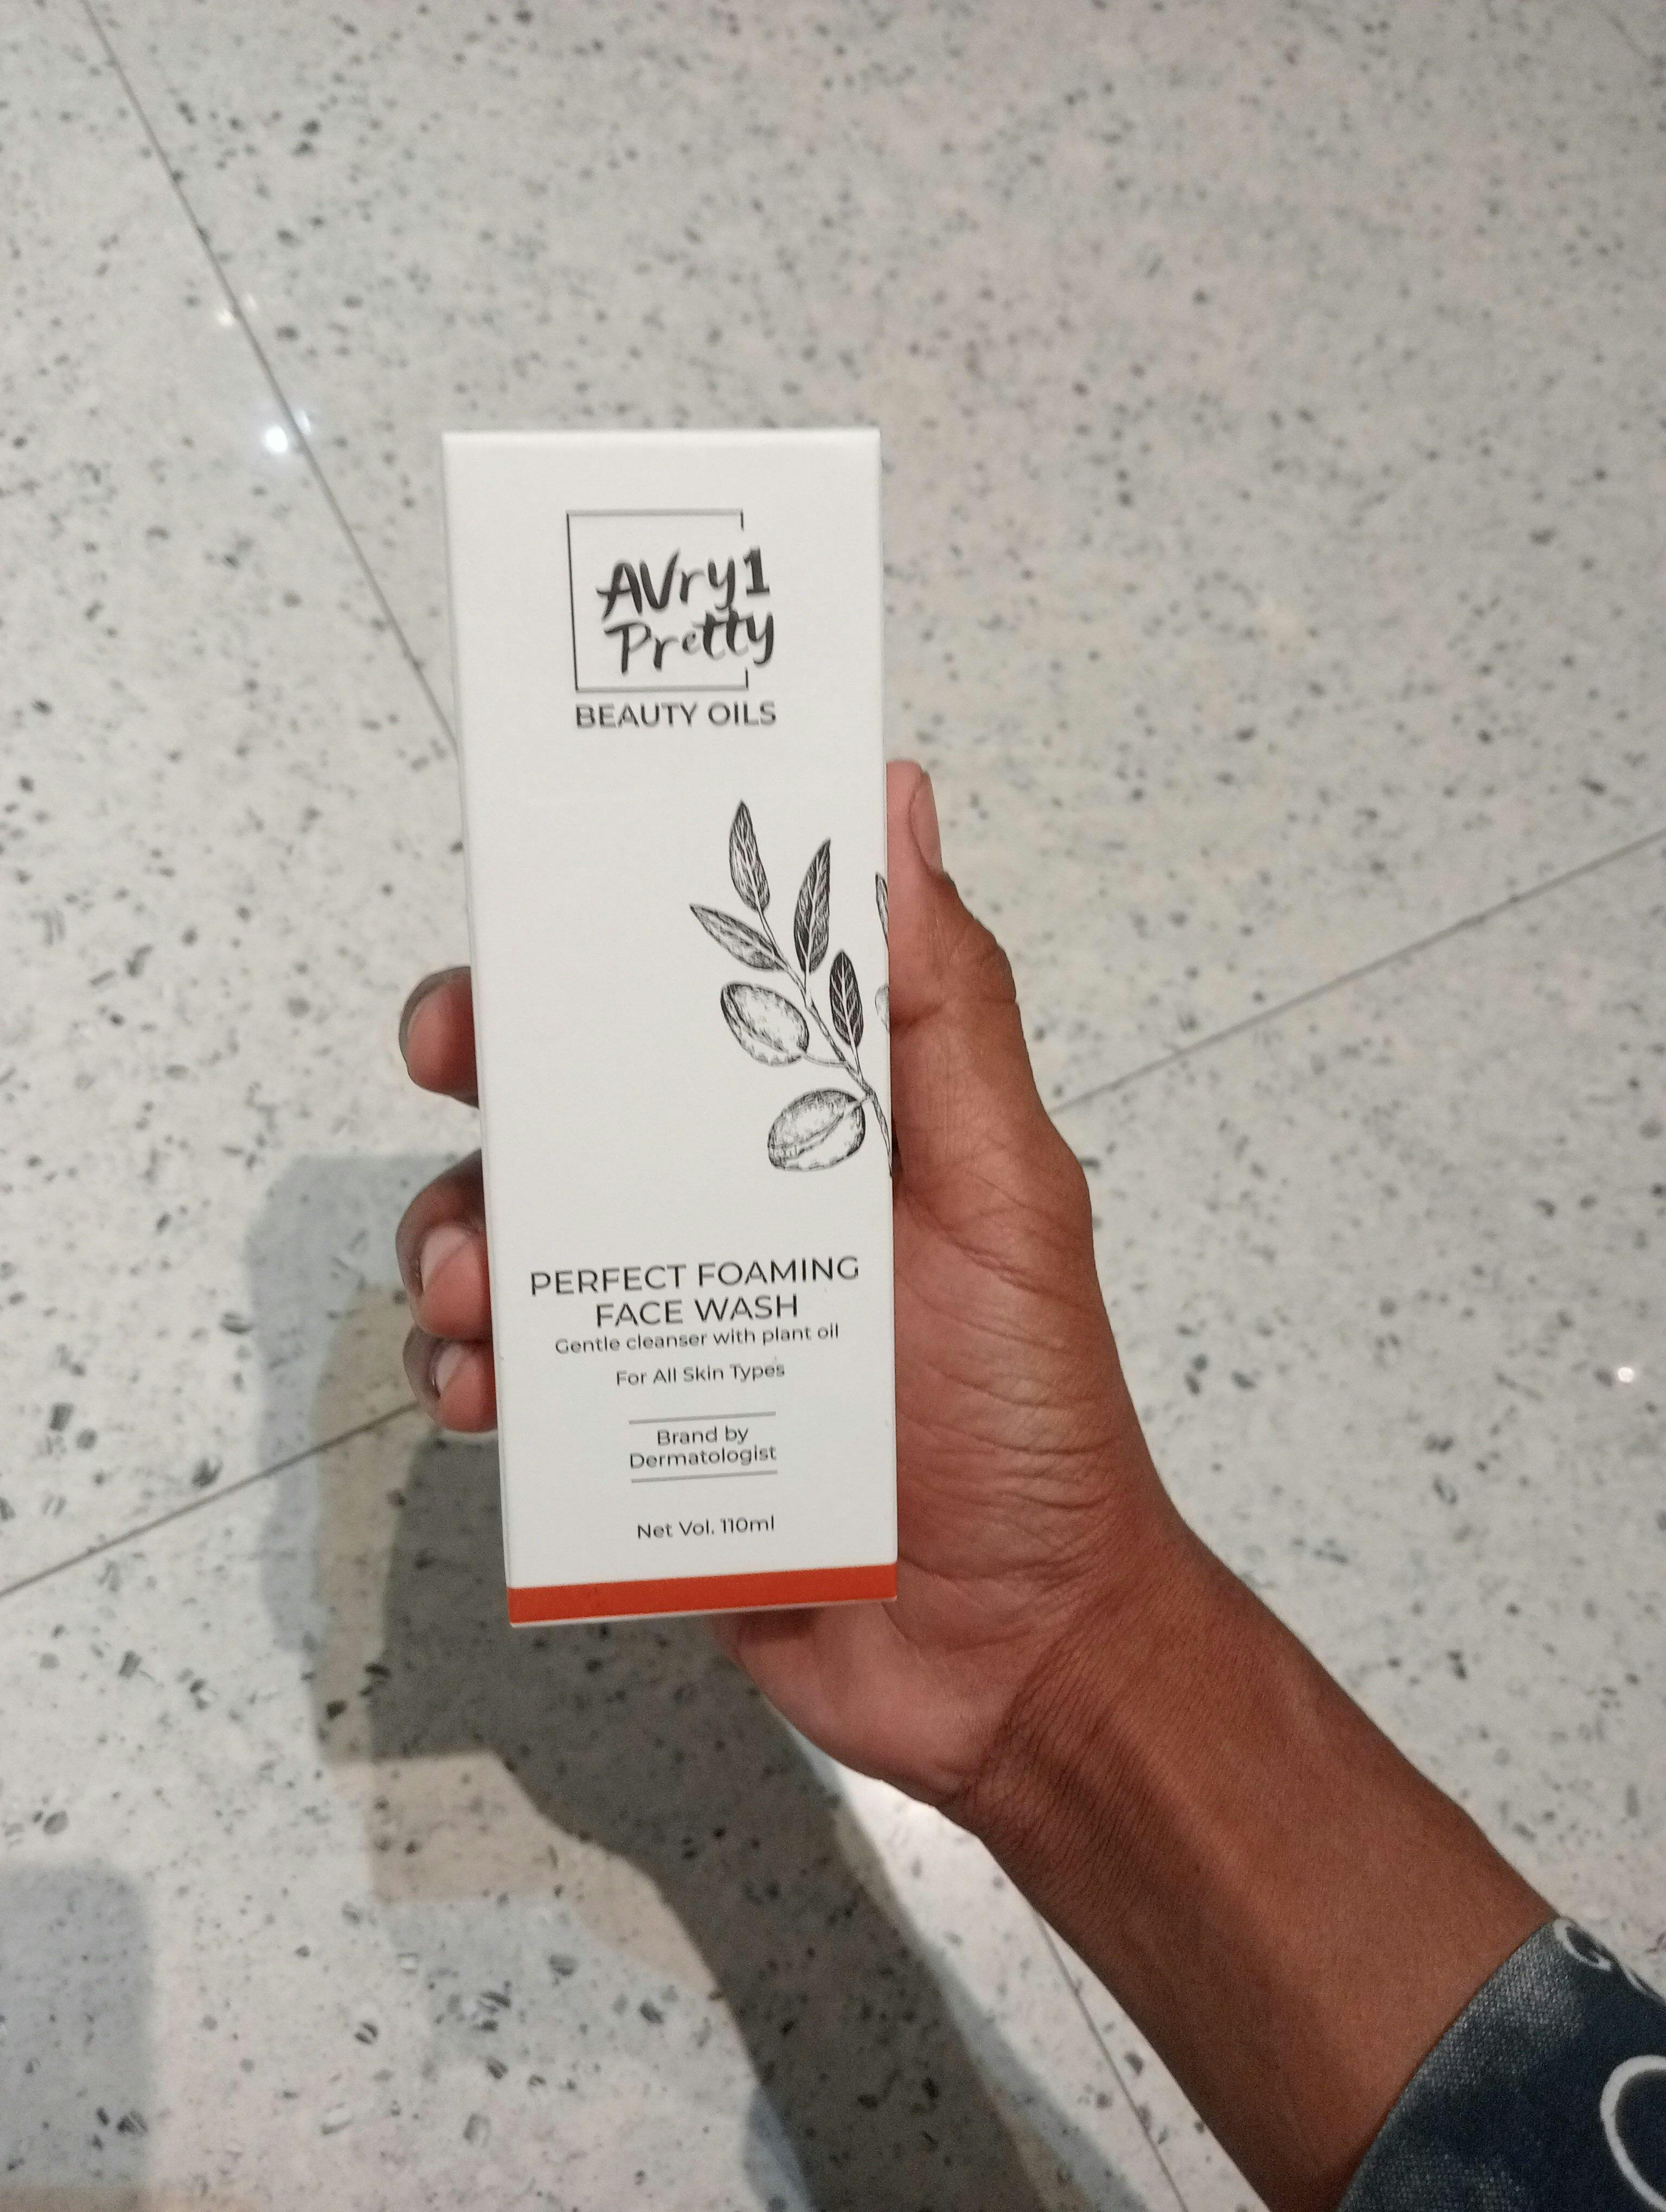 AVry1
Pretty
BEAUTY OILS
PERFECT FOAMING
FACE WASH
Gentle cleanser with plant oil
For All Skin Types
Brand by
Dermatologist
Net Vol. 110ml